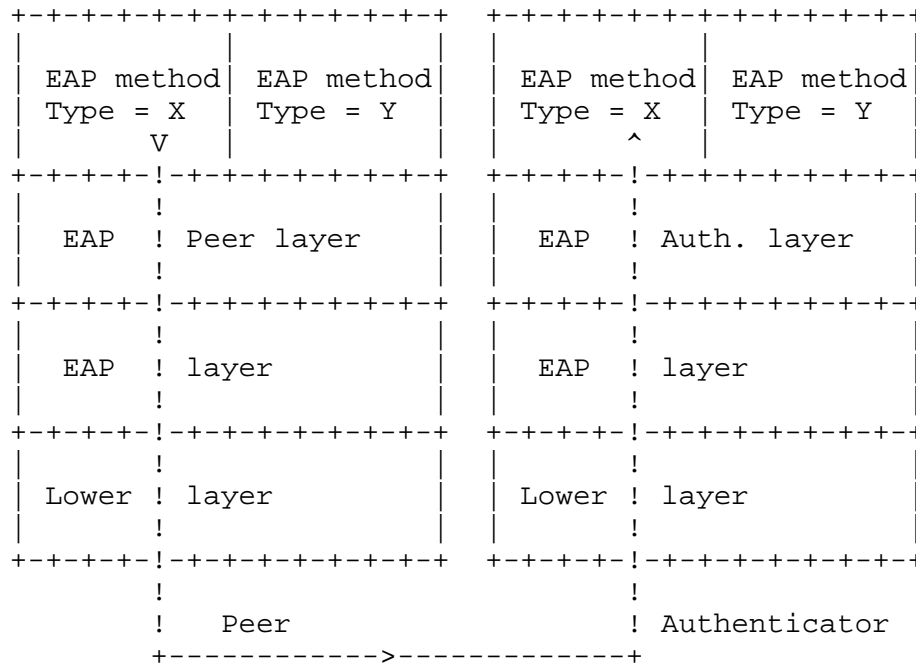 +-+-+-+-+-+-+-+-+-+-+-+-+  +-+-+-+-+-+-+-+-+-+-+-+-+
|           |           |  |           |           |
| EAP method| EAP method|  | EAP method| EAP method|
| Type = X  | Type = Y  |  | Type = X  | Type = Y  |
|       V   |           |  |       ^   |           |
+-+-+-+-!-+-+-+-+-+-+-+-+  +-+-+-+-!-+-+-+-+-+-+-+-+
|       !               |  |       !               |
|  EAP  ! Peer layer    |  |  EAP  ! Auth. layer   |
|       !               |  |       !               |
+-+-+-+-!-+-+-+-+-+-+-+-+  +-+-+-+-!-+-+-+-+-+-+-+-+
|       !               |  |       !               |
|  EAP  ! layer         |  |  EAP  ! layer         |
|       !               |  |       !               |
+-+-+-+-!-+-+-+-+-+-+-+-+  +-+-+-+-!-+-+-+-+-+-+-+-+
|       !               |  |       !               |
| Lower ! layer         |  | Lower ! layer         |
|       !               |  |       !               |
+-+-+-+-!-+-+-+-+-+-+-+-+  +-+-+-+-!-+-+-+-+-+-+-+-+
        !                          !
        !   Peer                   ! Authenticator
        +------------>-------------+